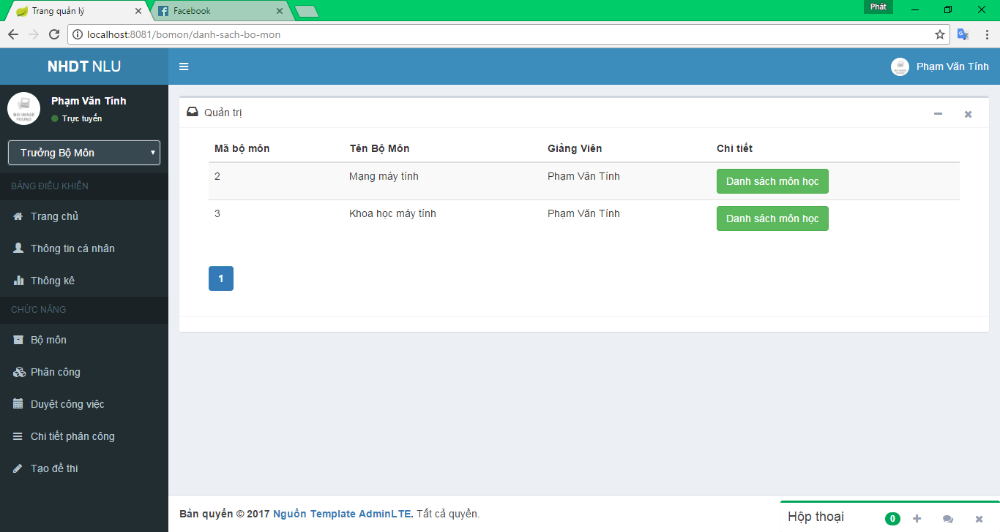 Trang quản lý
Facebook
Phát
localhost:8081/bomon/danh-sach-bo-mon
NHDT NLU
Phạm Văn Tính
Phạm Văn Tính
Trực tuyến
Trưởng Bộ Môn
BẢNG ĐIỀU KHIỂN
Trang chủ
Thông tin cá nhân
Thống kê
CHỨC NĂNG
Bộ môn
Phân công
Duyệt công việc
Chi tiết phân công
Tạo đề thi
Quản trị
Mã bộ môn Tên Bộ Môn Giảng Viên Chi tiết
2 Mạng máy tính Phạm Văn Tính Danh sách môn học
3 Khoa học máy tính Phạm Văn Tính Danh sách môn học
1
Bản quyền © 2017 Nguồn Template AdminLTE. Tất cả quyền.
Hộp thoại 0